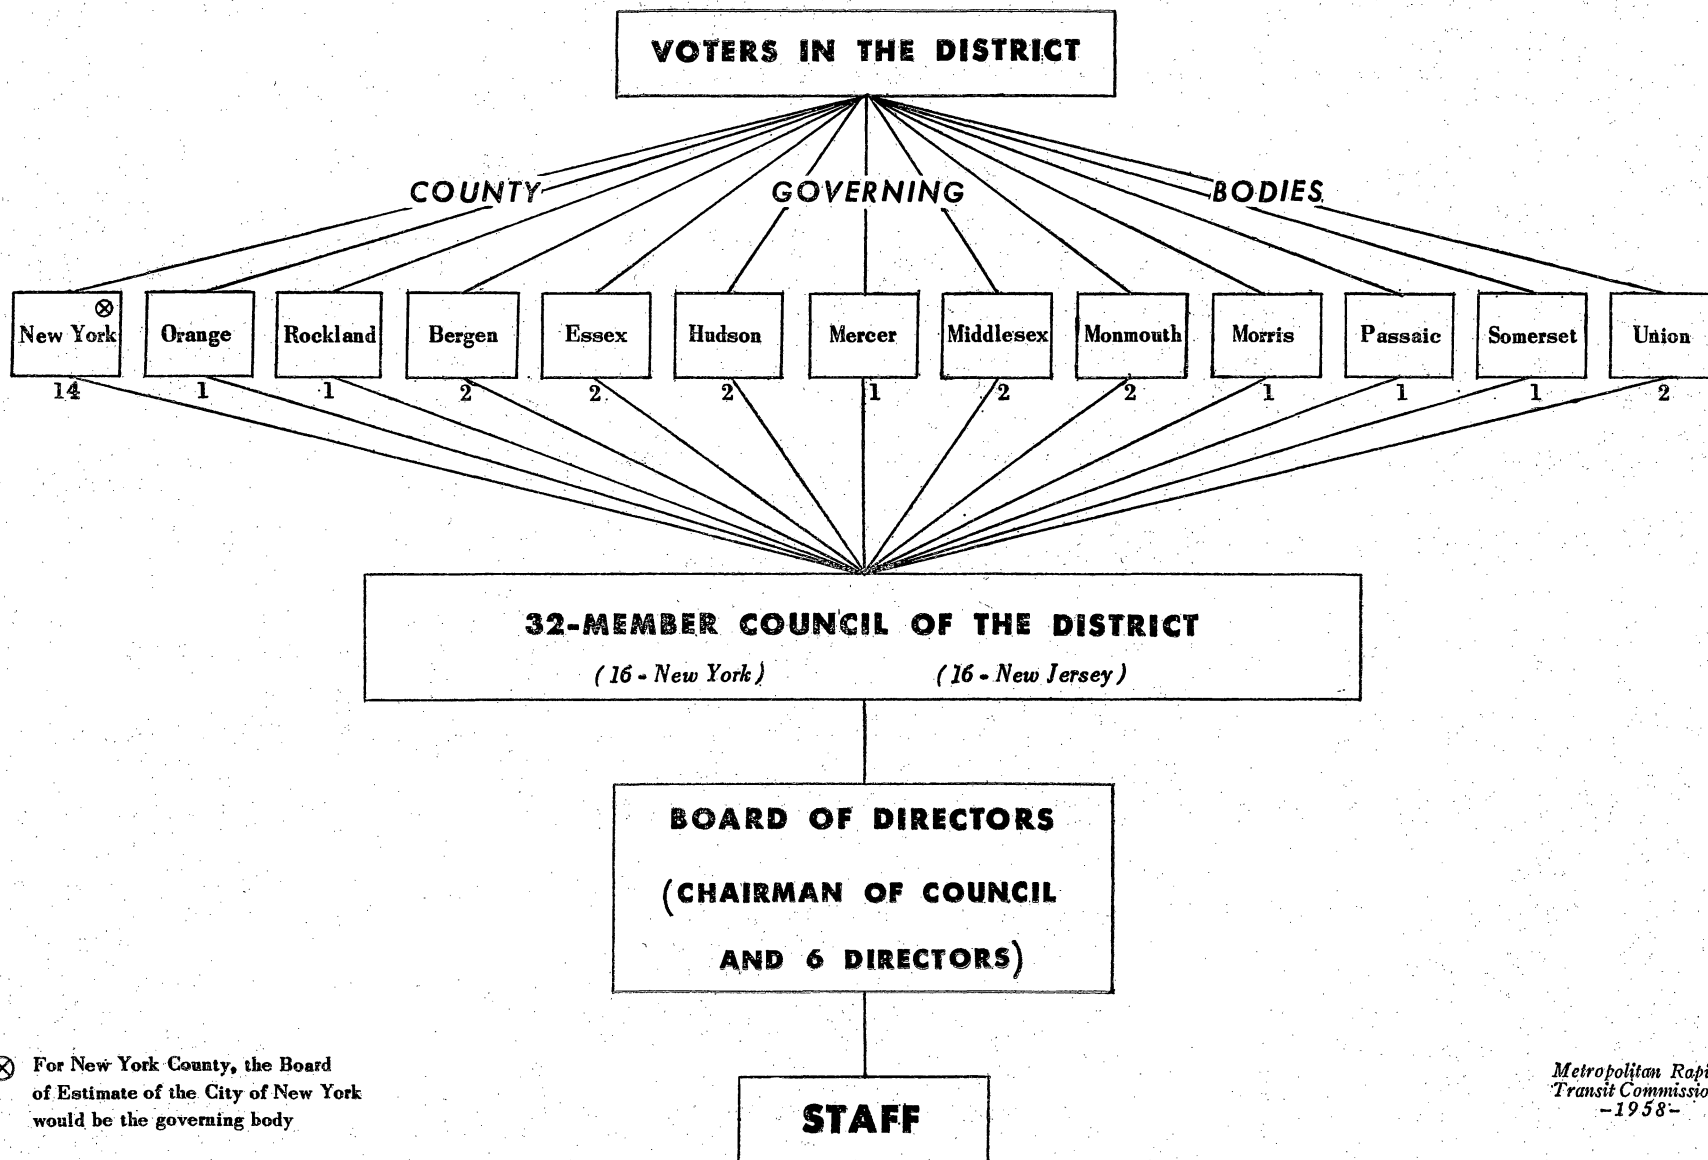 VOTERS IN THE DISTRICT
COUNTY GOVERNING BODIES
⊗
New York Orange Rockland Bergen Essex Hudson Mercer Middlesex Monmouth Morris Passaic Somerset Union
14 1 1 2 2 2 1 2 2 1 1 1 2
32-MEMBER COUNCIL OF THE DISTRICT
(16 - New York) (16 - New Jersey)
BOARD OF DIRECTORS
(CHAIRMAN OF COUNCIL
AND 6 DIRECTORS)
STAFF
⊗ For New York County, the Board
of Estimate of the City of New York
would be the governing body
Metropolitan Rapi
Transit Commissio
-1958-